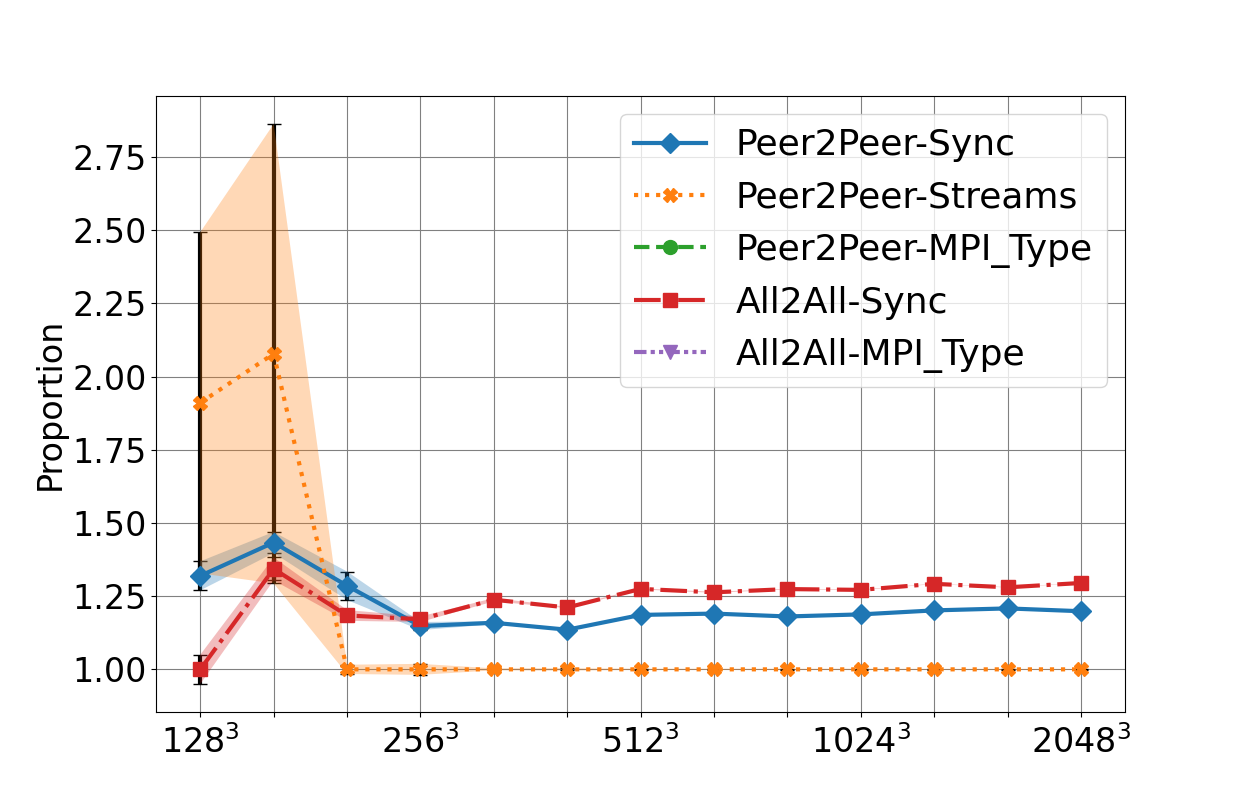 Proportion
2.75
2.50
2.25
2.00
1.75
1.50
1.25
1.00
128³
256³
512³
1024³
2048³
Peer2Peer-Sync
Peer2Peer-Streams
Peer2Peer-MPI_Type
All2All-Sync
All2All-MPI_Type